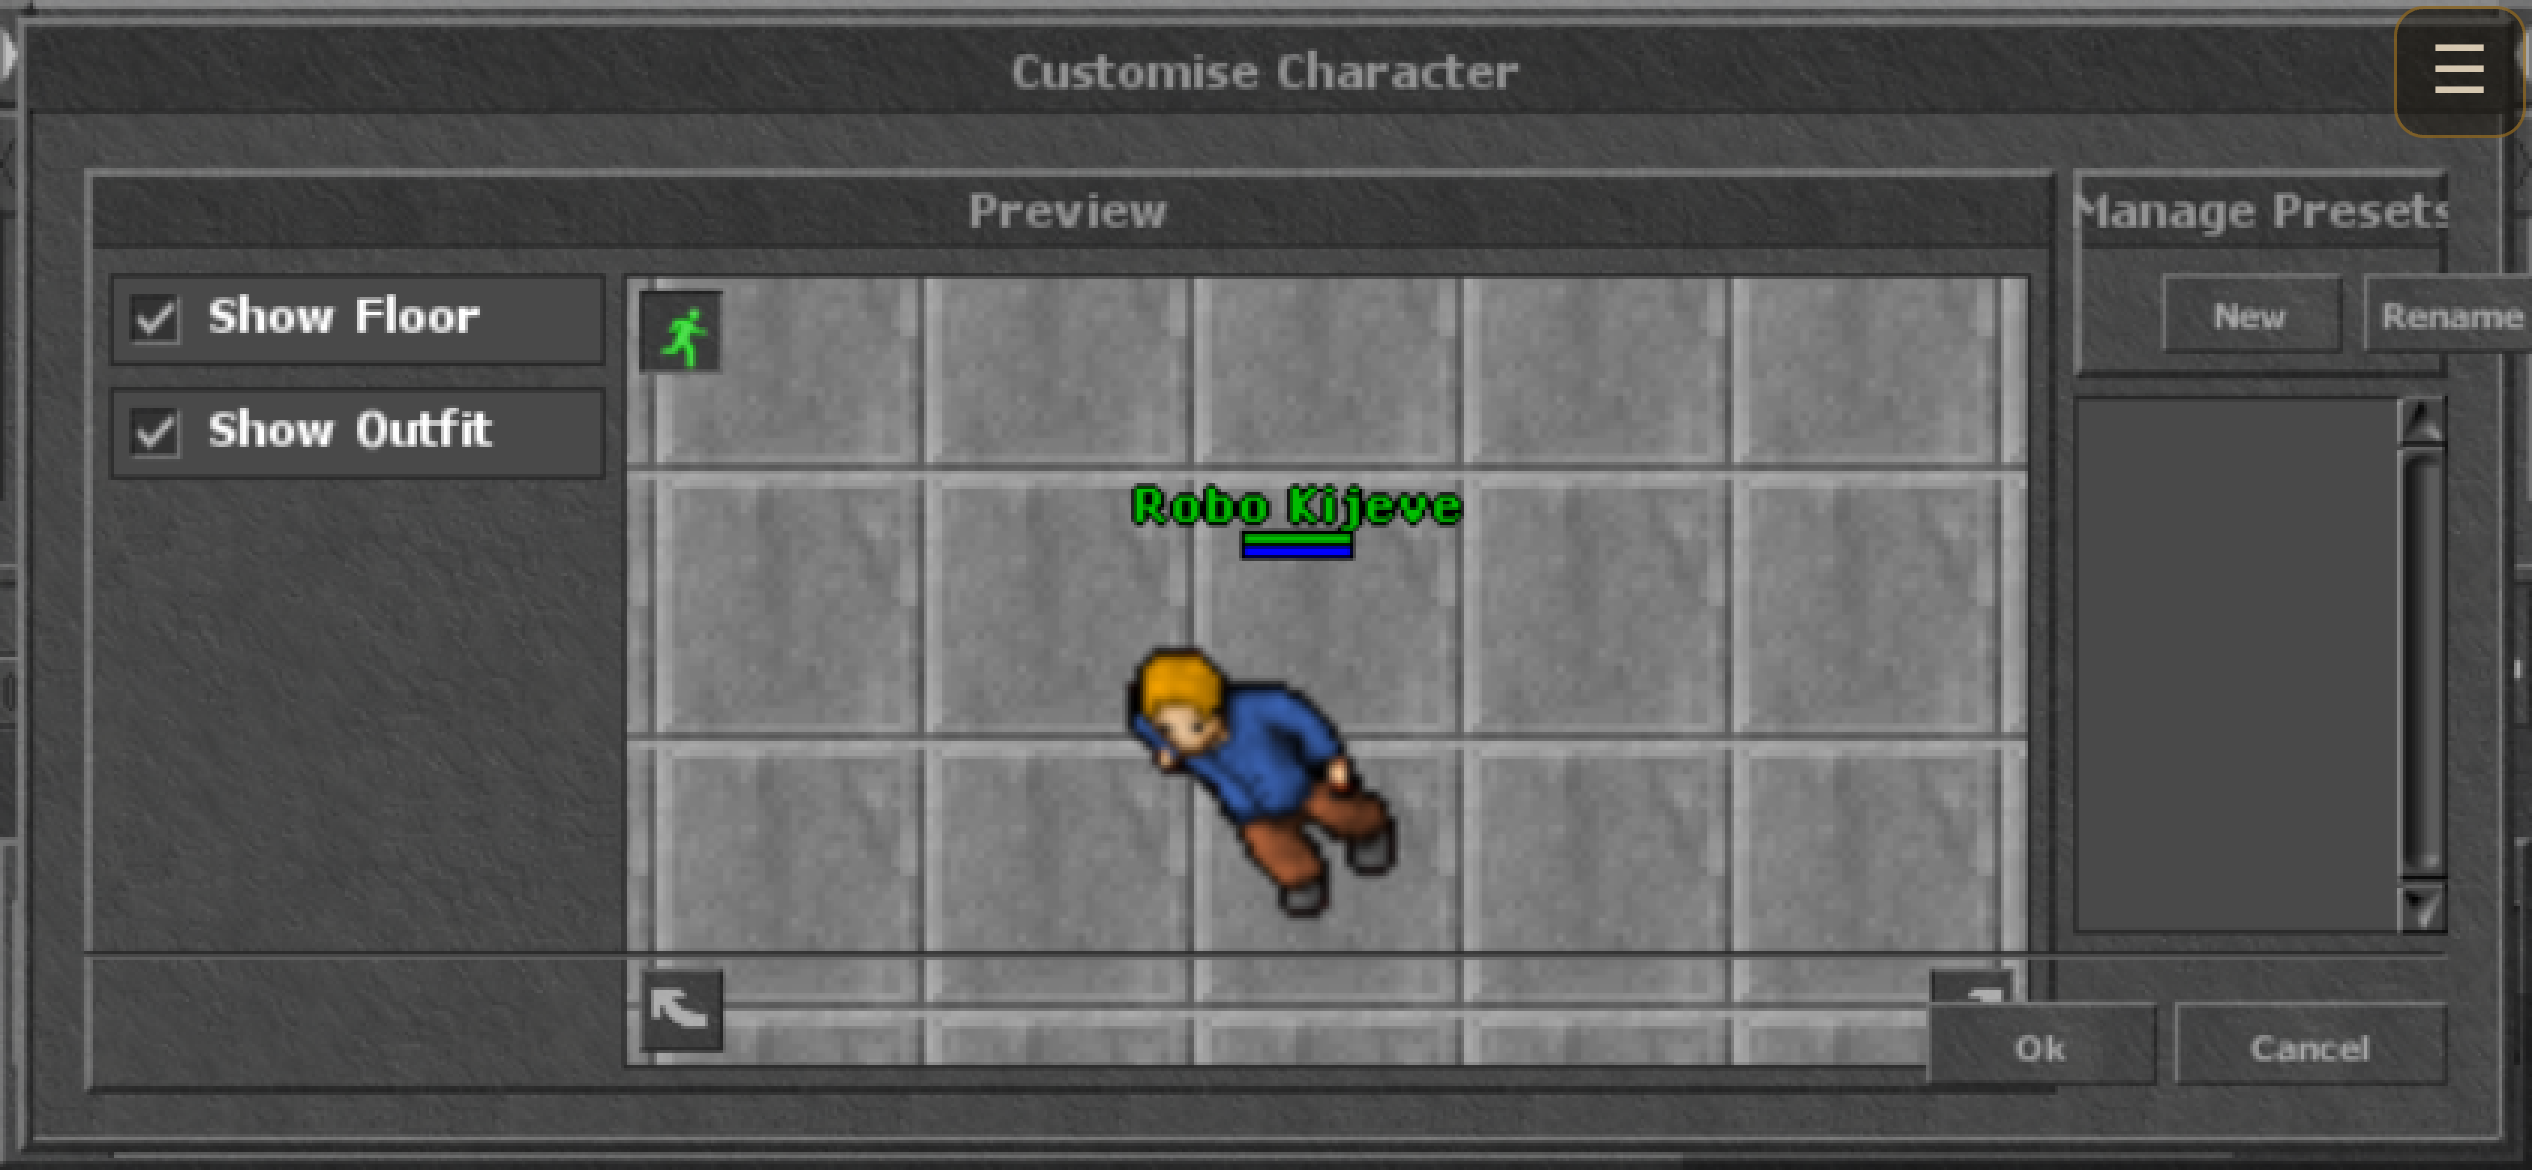 Customise Character
Preview
Manage Presets
Show Floor
New
Rename
Show Outfit
Robo Kijeve
Ok
Cancel